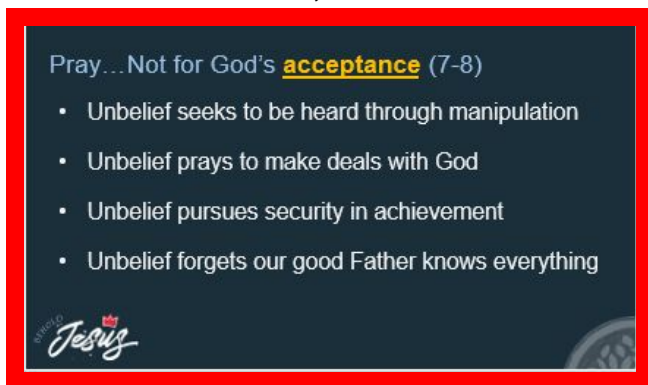 Pray…Not for God's acceptance (7-8)
• Unbelief seeks to be heard through manipulation
• Unbelief prays to make deals with God
• Unbelief pursues security in achievement
• Unbelief forgets our good Father knows everything
BEHOLD
Jesus